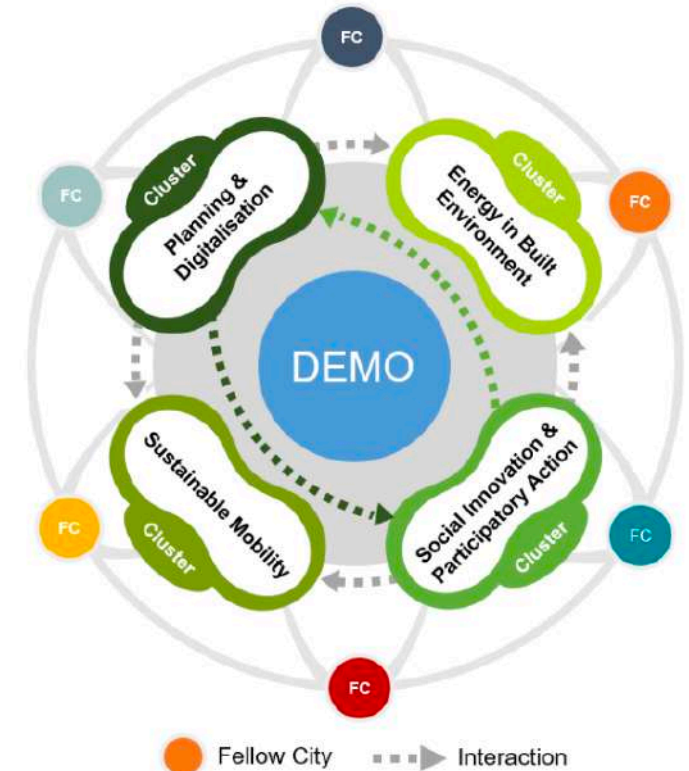 FC
Cluster
Planning &
Digitalisation
Cluster
Energy in Built
Environment
FC
FC
DEMO
Sustainable Mobility
Cluster
Social Innovation &
Participatory Action
Cluster
FC
FC
FC
Fellow City
Interaction